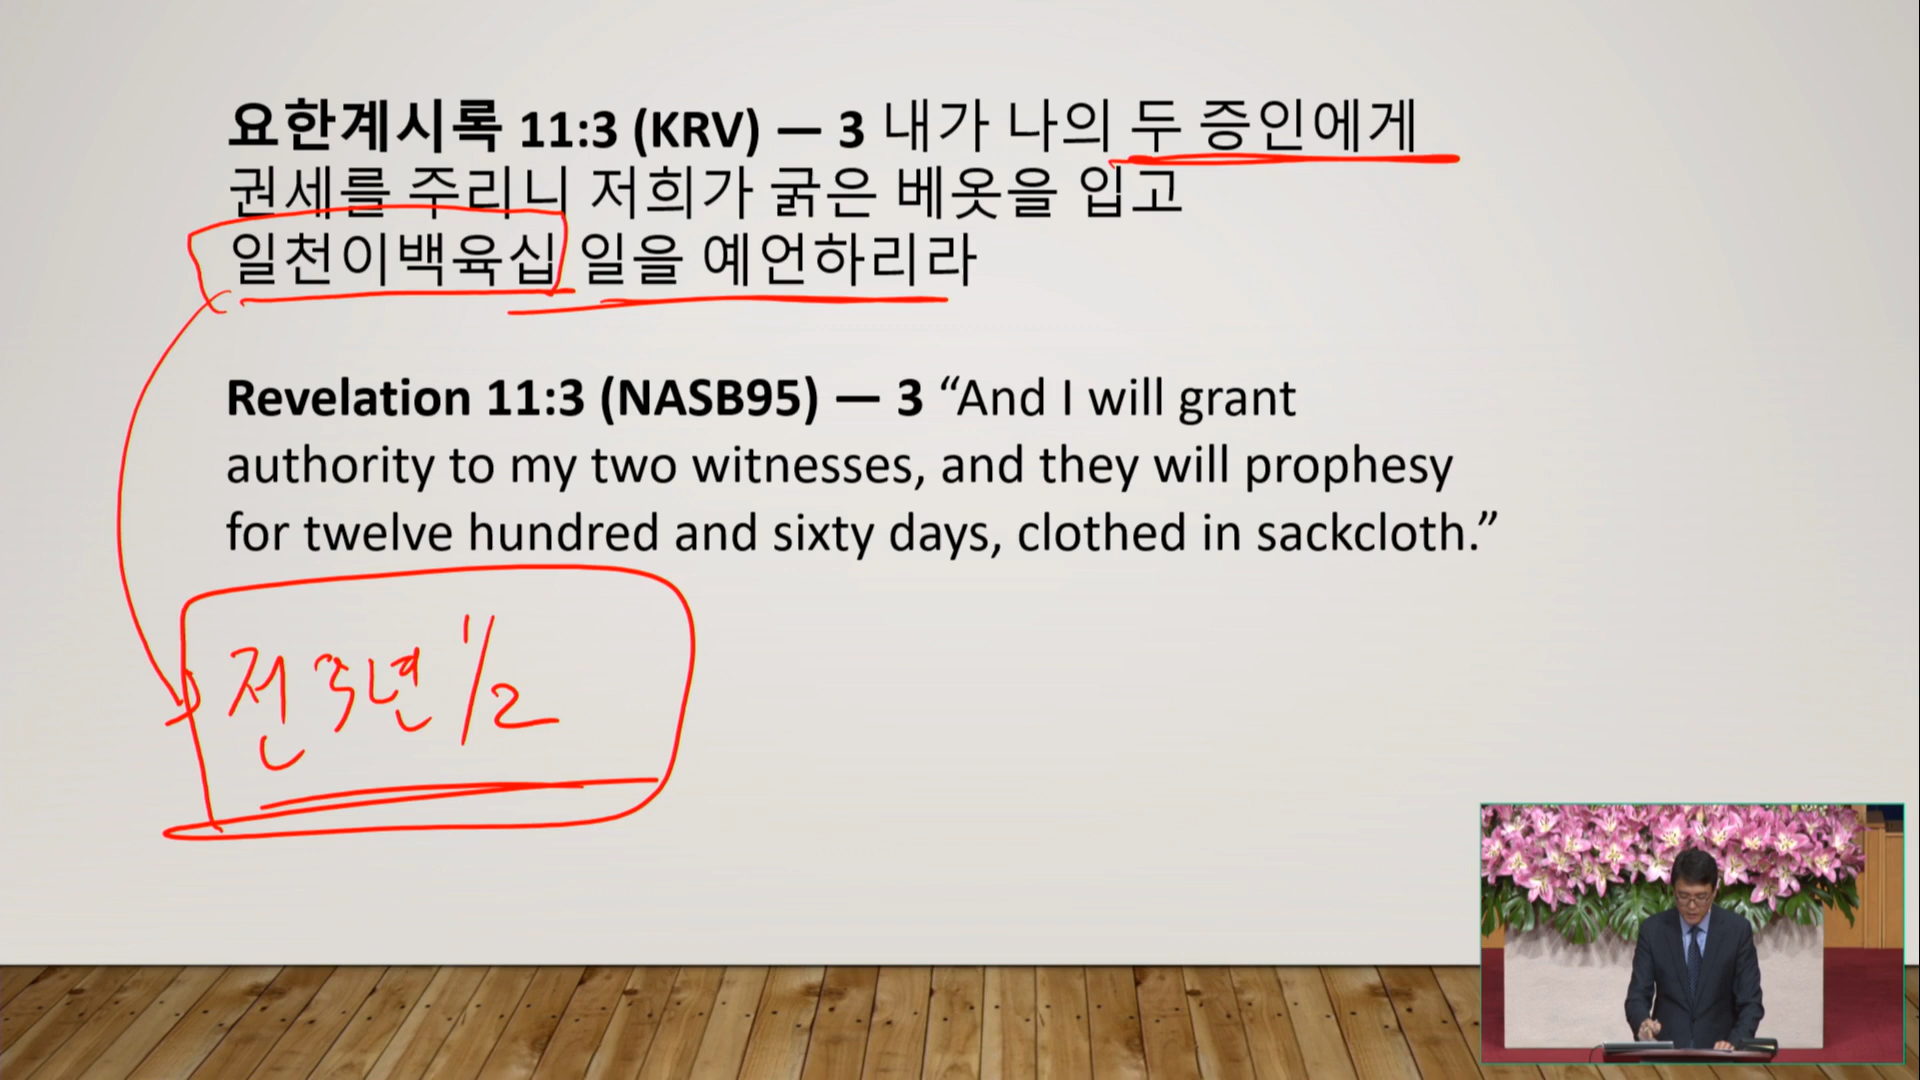 요한계시록 11:3 (KRV) — 3 내가 나의 두 증인에게
권세를 주리니 저희가 굵은 베옷을 입고
일천이백육십 일을 예언하리라
Revelation 11:3 (NASB95) — 3 “And I will grant
authority to my two witnesses, and they will prophesy
for twelve hundred and sixty days, clothed in sackcloth.”
전 3년 1/2